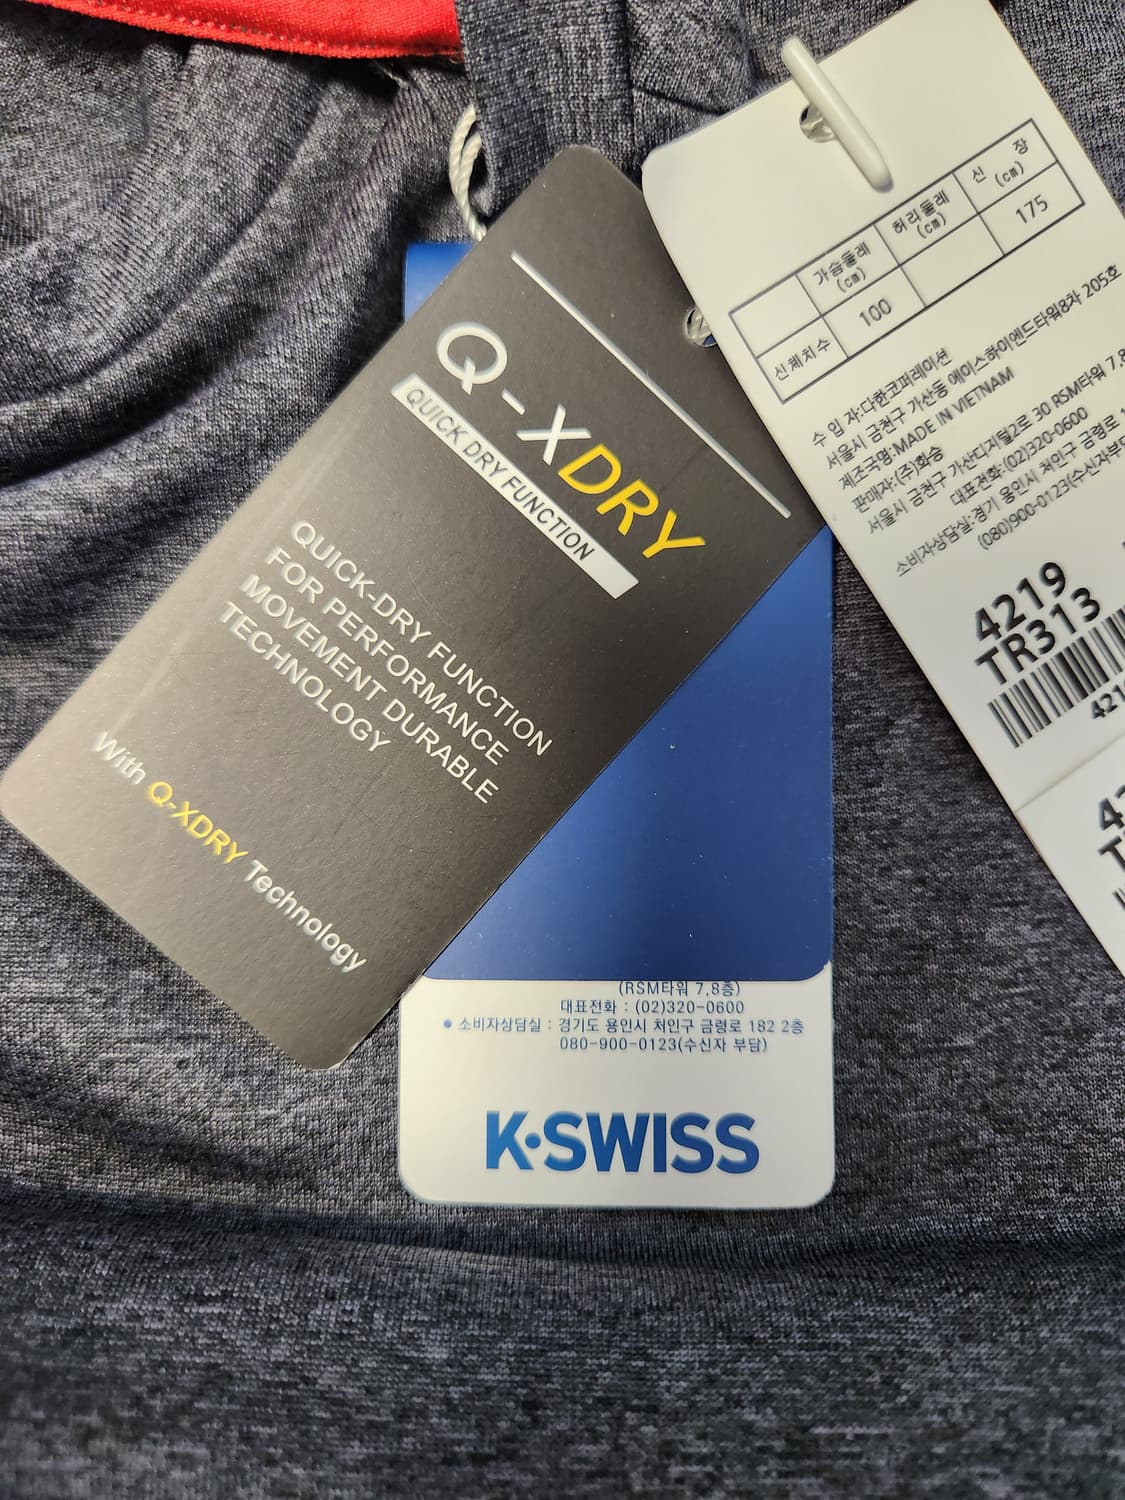 Q-XDRY
QUICK DRY FUNCTION
QUICK-DRY FUNCTION
FOR PERFORMANCE
MOVEMENT DURABLE
TECHNOLOGY
With Q-XDRY Technology
(RSM타워 7,8층)
대표전화 : (02)320-0600
● 소비자상담실 : 경기도 용인시 처인구 금령로 182 2층
080-900-0123(수신자 부담)
K·SWISS
가슴둘레 (cm) 허리둘레 (cm) 신 장 (cm)
신체치수 100 175
수 입 자:다한코퍼레이션
서울시 금천구 가산동 에이스하이엔드타워8차 205호
제조국명:MADE IN VIETNAM
판매자:(주)화승
서울시 금천구 가산디지털2로 30 RSM타워 7,8
대표전화:(02)320-0600
소비자상담실:경기 용인시 처인구 금령로 1
(080)900-0123(수신자부담
4219
TR313
42